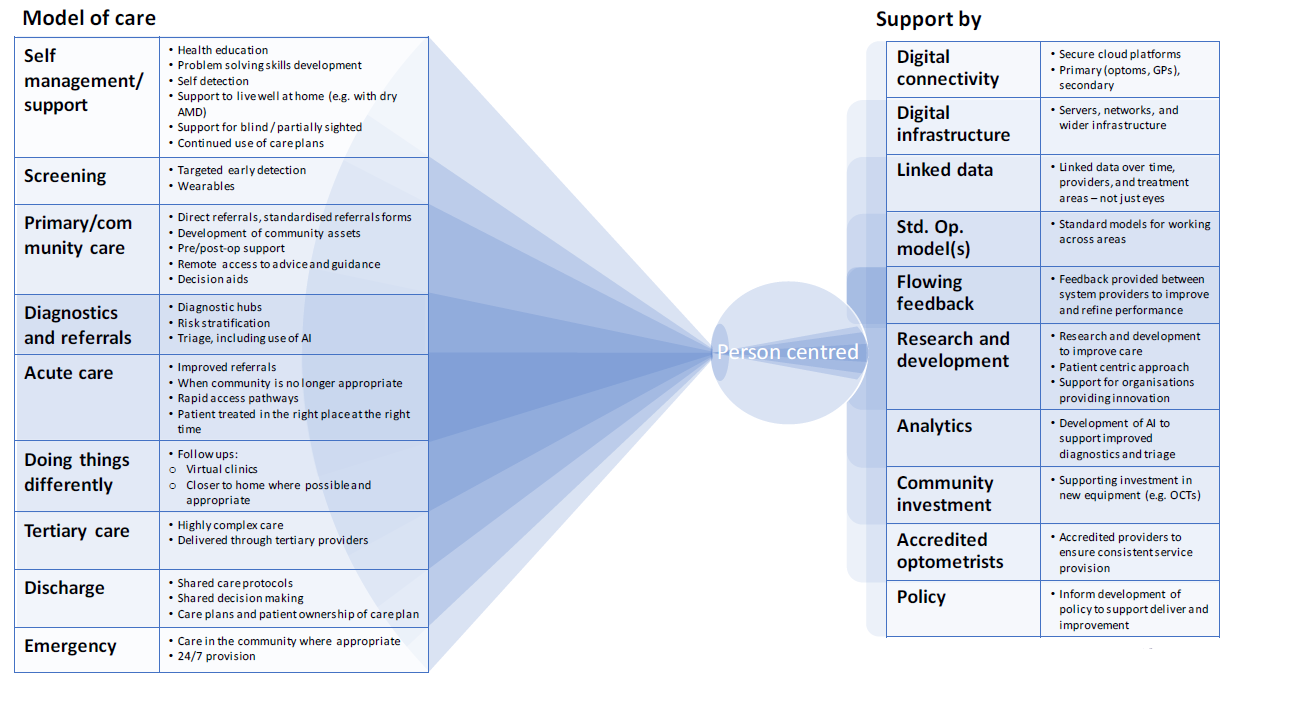 Model of care
Self
management/
support
• Health education
• Problem solving skills development
• Self detection
• Support to live well at home (e.g. with dry
AMD)
• Support for blind / partially sighted
• Continued use of care plans
Screening
• Targeted early detection
• Wearables
Primary/com
munity care
• Direct referrals, standardised referrals forms
• Development of community assets
• Pre/post-op support
• Remote access to advice and guidance
• Decision aids
Diagnostics
and referrals
• Diagnostic hubs
• Risk stratification
• Triage, including use of AI
Acute care
• Improved referrals
• When community is no longer appropriate
• Rapid access pathways
• Patient treated in the right place at the right
time
Doing things
differently
• Follow ups:
o Virtual clinics
o Closer to home where possible and
appropriate
Tertiary care
• Highly complex care
• Delivered through tertiary providers
Discharge
• Shared care protocols
• Shared decision making
• Care plans and patient ownership of care plan
Emergency
• Care in the community where appropriate
• 24/7 provision
Person centred
Support by
Digital
connectivity
• Secure cloud platforms
• Primary (optoms, GPs),
secondary
Digital
infrastructure
• Servers, networks, and
wider infrastructure
Linked data
• Linked data over time,
providers, and treatment
areas – not just eyes
Std. Op.
model(s)
• Standard models for working
across areas
Flowing
feedback
• Feedback provided between
system providers to improve
and refine performance
Research and
development
• Research and development
to improve care
• Patient centric approach
• Support for organisations
providing innovation
Analytics
• Development of AI to
support improved
diagnostics and triage
Community
investment
• Supporting investment in
new equipment (e.g. OCTs)
Accredited
optometrists
• Accredited providers to
ensure consistent service
provision
Policy
• Inform development of
policy to support deliver and
improvement